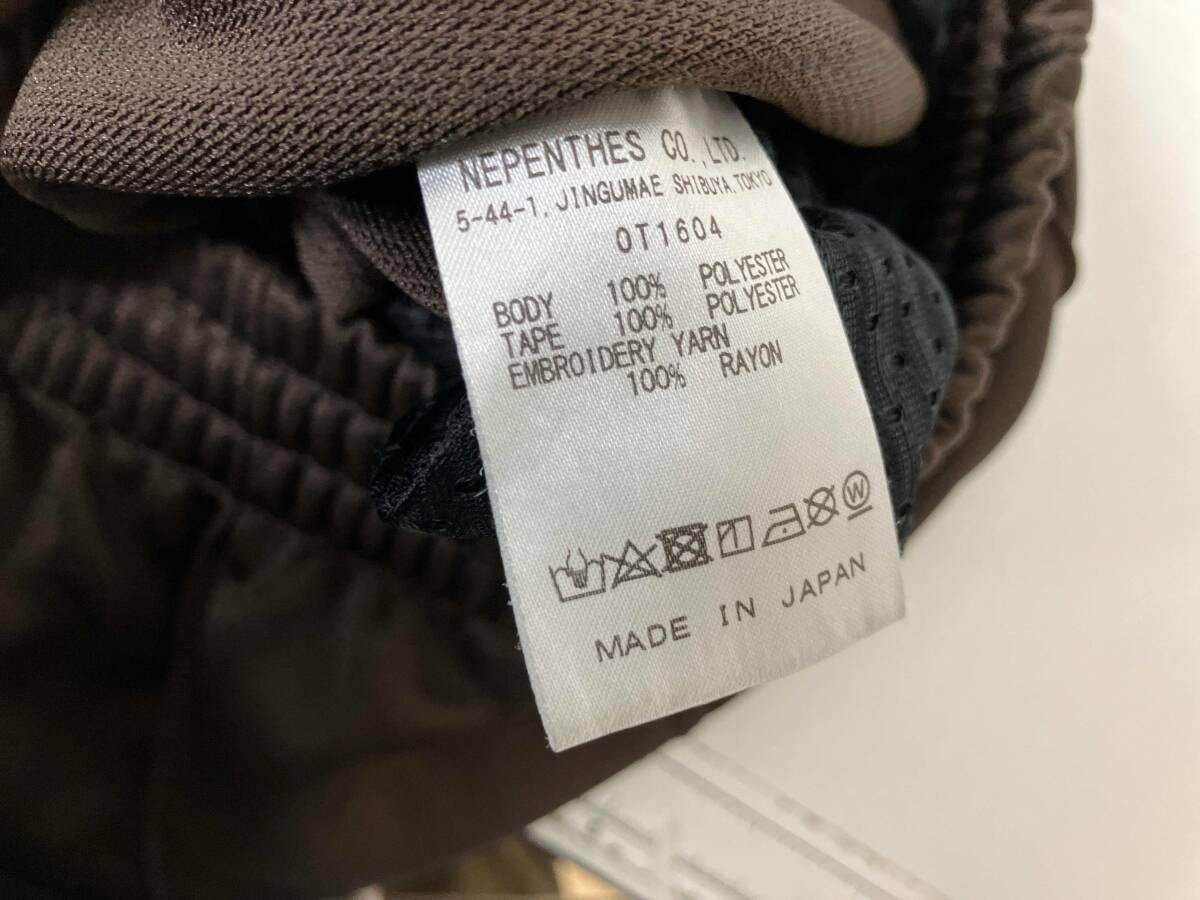 NEPENTHES CO.,LTD.
5-44-1, JINGUMAE SHIBUYA, TOKYO
OT1604
BODY 100% POLYESTER
TAPE 100% POLYESTER
EMBROIDERY YARN
100% RAYON
W
MADE IN JAPAN